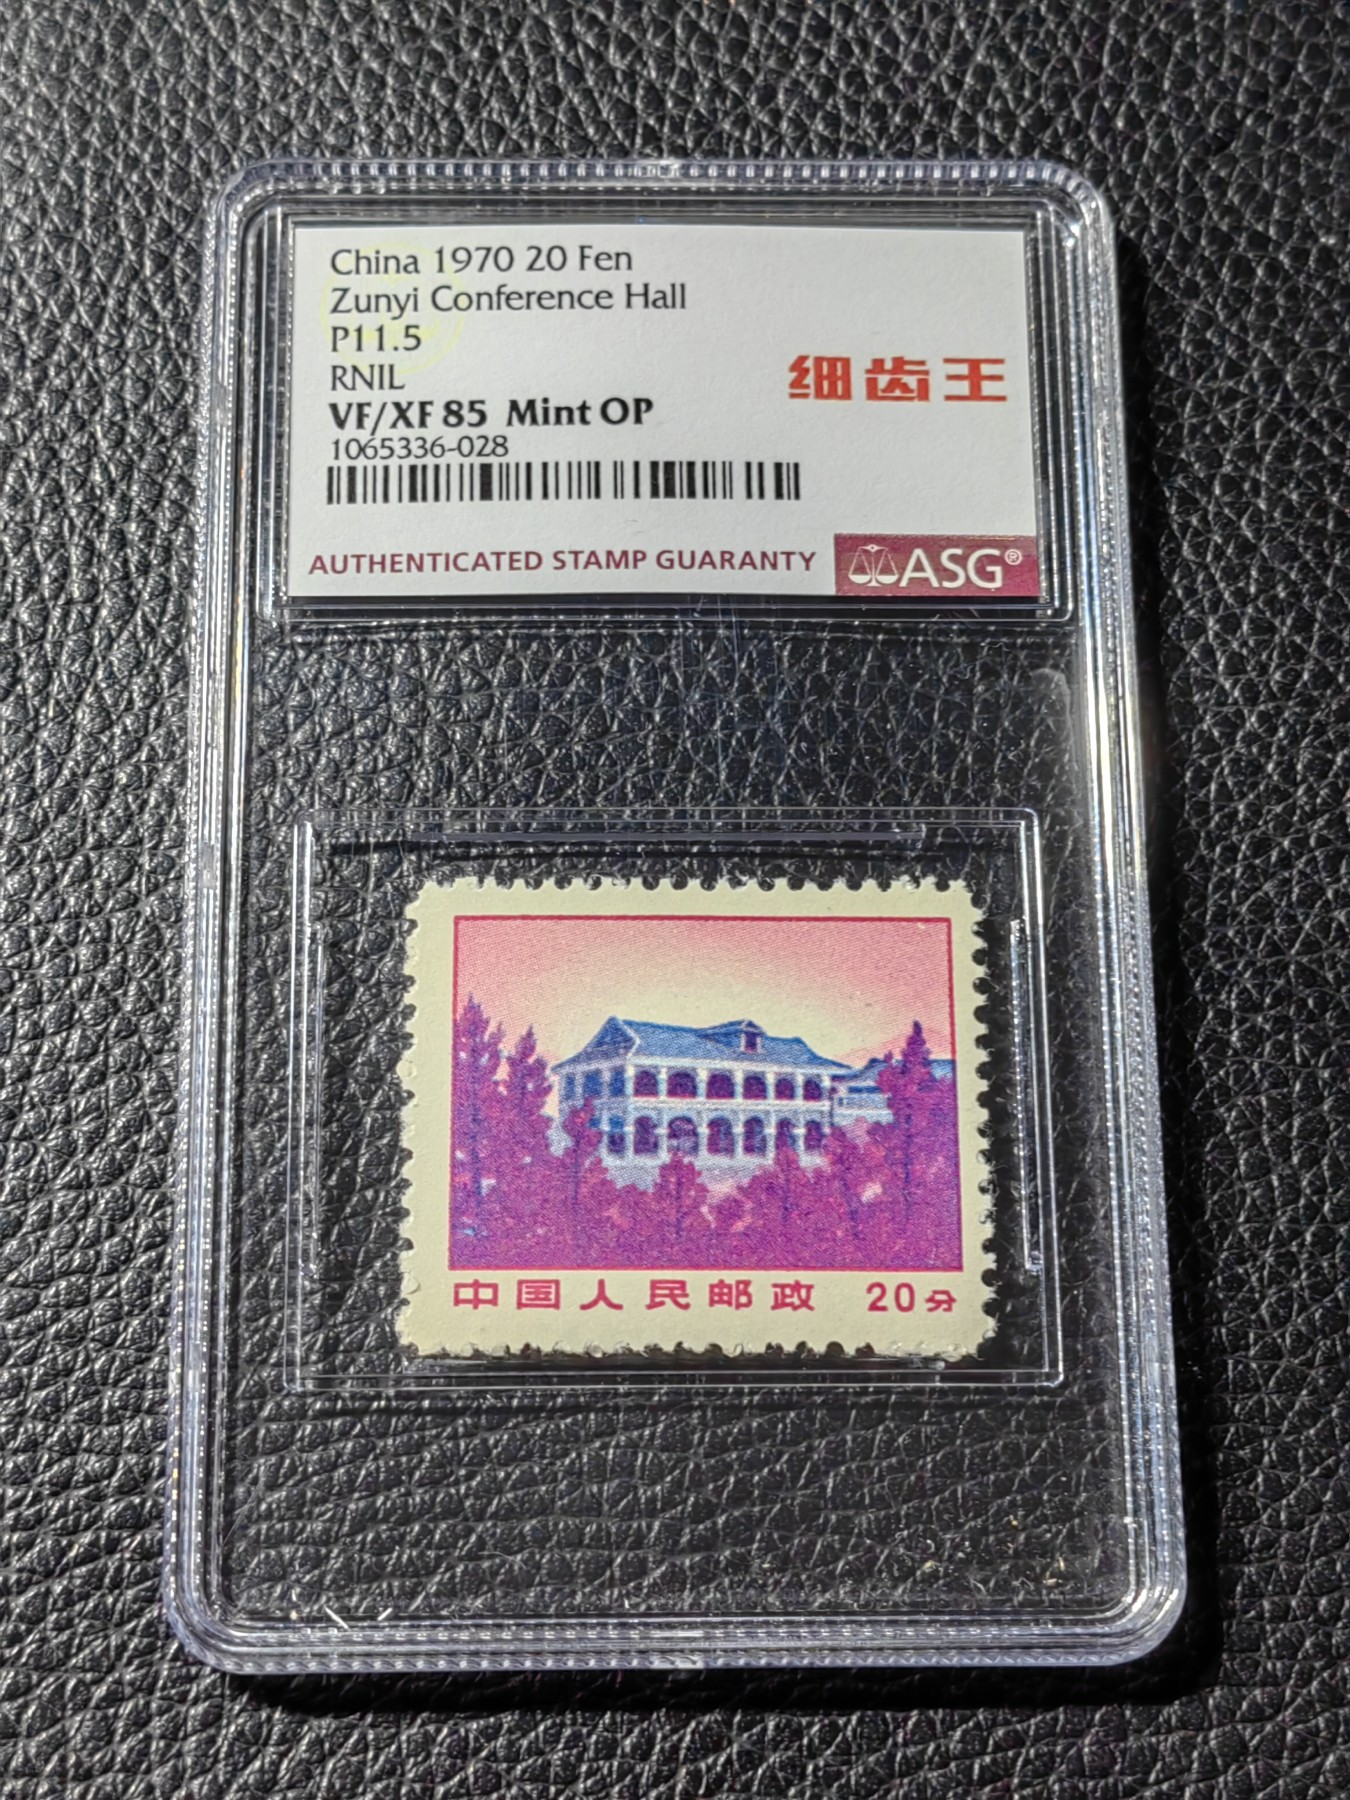 China 1970 20 Fen
Zunyi Conference Hall
P11.5
RNIL
细齿王
VF/XF 85 Mint OP
1065336-028
AUTHENTICATED STAMP GUARANTY
ASG®
中国人民邮政 20分